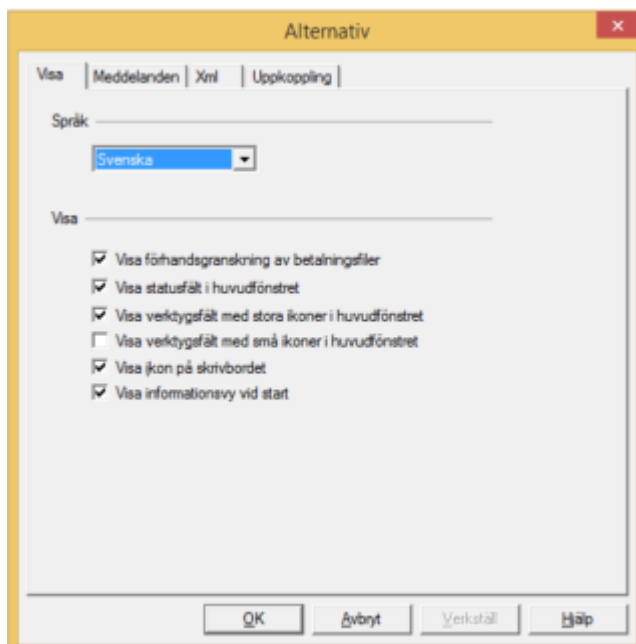 Alternativ
Visa Meddelanden Xml Uppkoppling
Språk
Svenska
Visa
Visa förhandsgranskning av betalningsfiler
Visa statusfält i huvudfönstret
Visa verktygsfält med stora ikoner i huvudfönstret
Visa verktygsfält med små ikoner i huvudfönstret
Visa ikon på skrivbordet
Visa informationsvy vid start
OK Avbryt Verkställ Hjälp